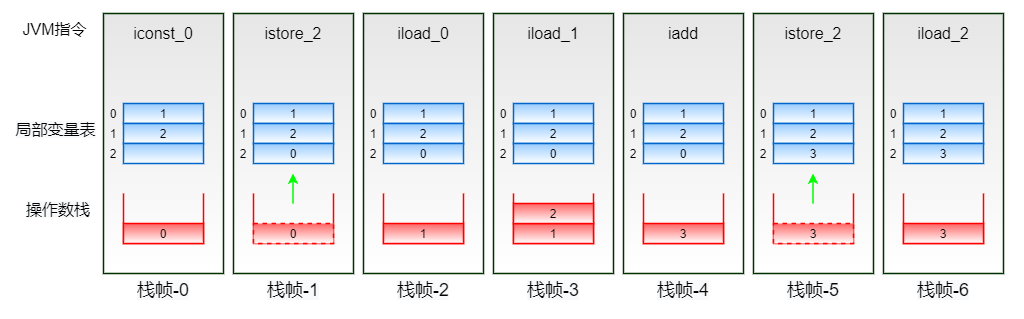 JVM指令 iconst_0 istore_2 iload_0 iload_1 iadd istore_2 iload_2
局部变量表
0 1 0 1 0 1 0 1 0 1 0 1 0 1
1 2 1 2 1 2 1 2 1 2 1 2 1 2
2 2 0 2 0 2 0 2 0 2 3 2 3
操作数栈
2
0 0 1 1 3 3 3
栈帧-0 栈帧-1 栈帧-2 栈帧-3 栈帧-4 栈帧-5 栈帧-6